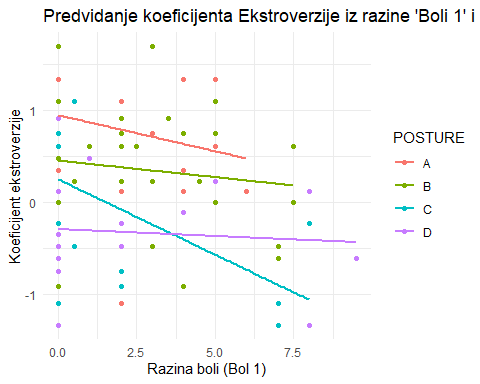 Predvidanje koeficijenta Ekstroverzije iz razine 'Boli 1' i
Koeficijent ekstroverzije
1
0
-1
0.0 2.5 5.0 7.5
Razina boli (Bol 1)
POSTURE
A
B
C
D